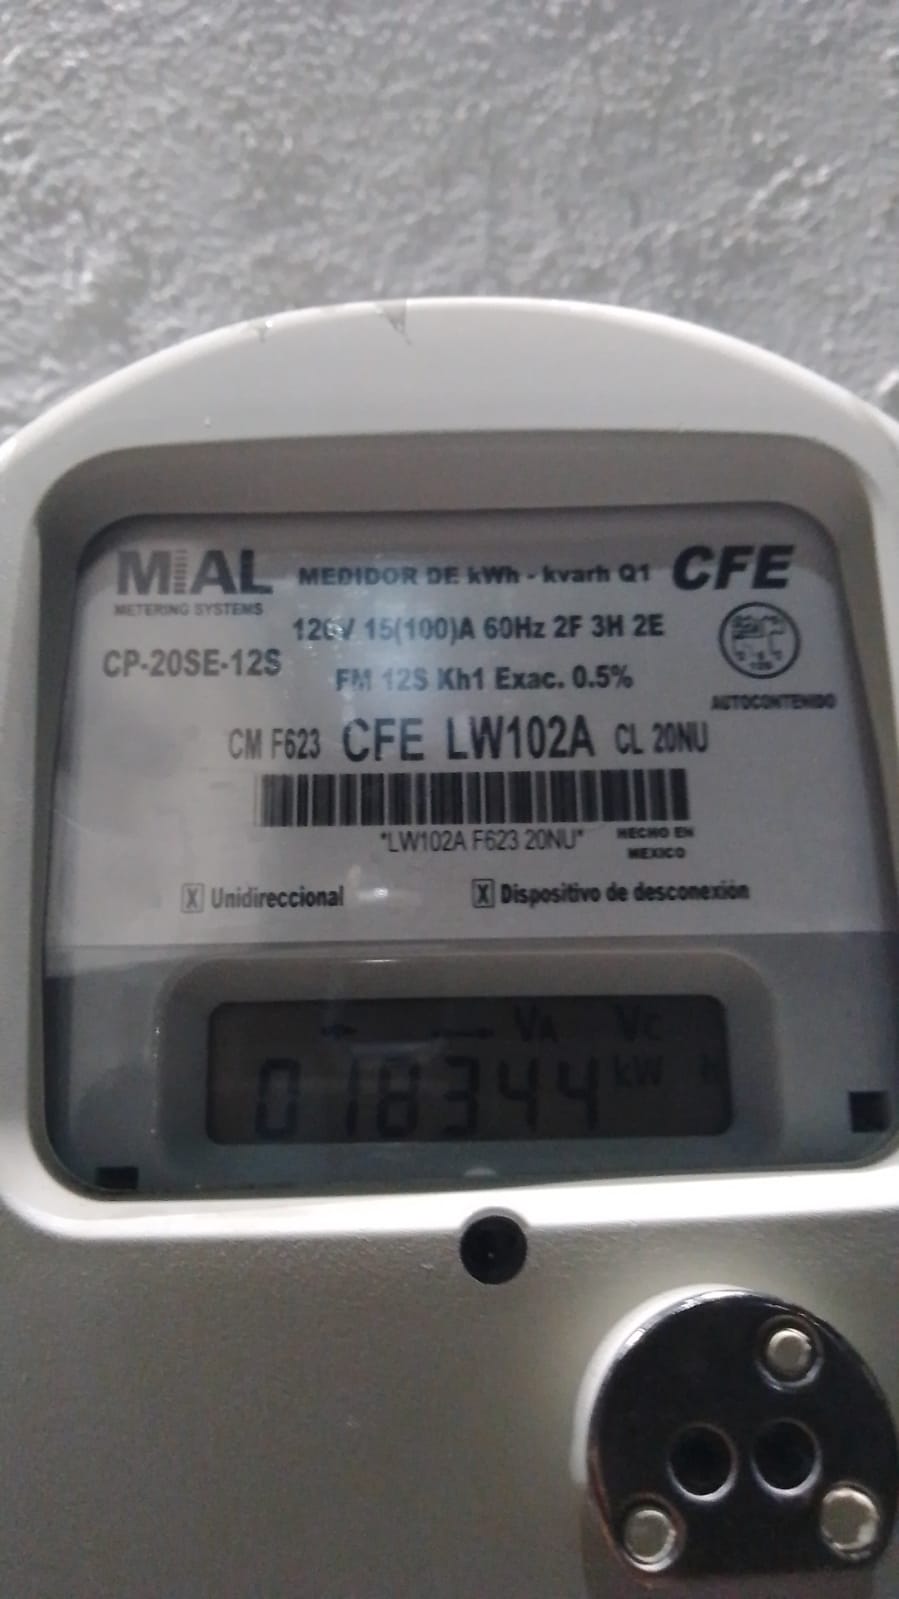 MIAL MEDIDOR DE kWh - kvarh Q1 CFE
METERING SYSTEMS
120V 15(100)A 60Hz 2F 3H 2E
CP-20SE-12S
FM 12S Kh1 Exac. 0.5%
AUTOCONTENIDO
CM F623 CFE LW102A CL 20NU
*LW102A F623 20NU* HECHO EN
MEXICO
X Unidireccional X Dispositivo de desconexión
VA VC
018344 kW h